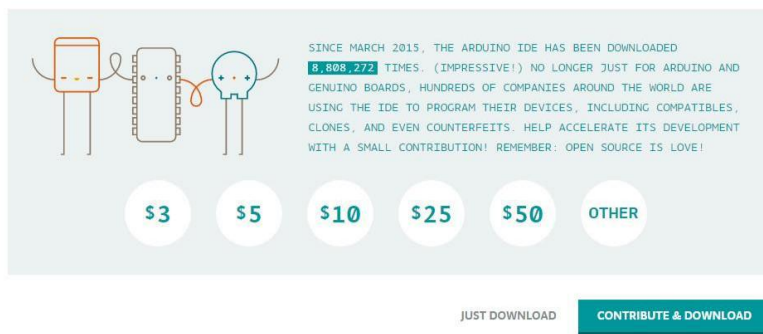 SINCE MARCH 2015, THE ARDUINO IDE HAS BEEN DOWNLOADED
8,808,272 TIMES. (IMPRESSIVE!) NO LONGER JUST FOR ARDUINO AND
GENUINO BOARDS, HUNDREDS OF COMPANIES AROUND THE WORLD ARE
USING THE IDE TO PROGRAM THEIR DEVICES, INCLUDING COMPATIBLES,
CLONES, AND EVEN COUNTERFEITS. HELP ACCELERATE ITS DEVELOPMENT
WITH A SMALL CONTRIBUTION! REMEMBER: OPEN SOURCE IS LOVE!
$3 $5 $10 $25 $50 OTHER
JUST DOWNLOAD CONTRIBUTE & DOWNLOAD